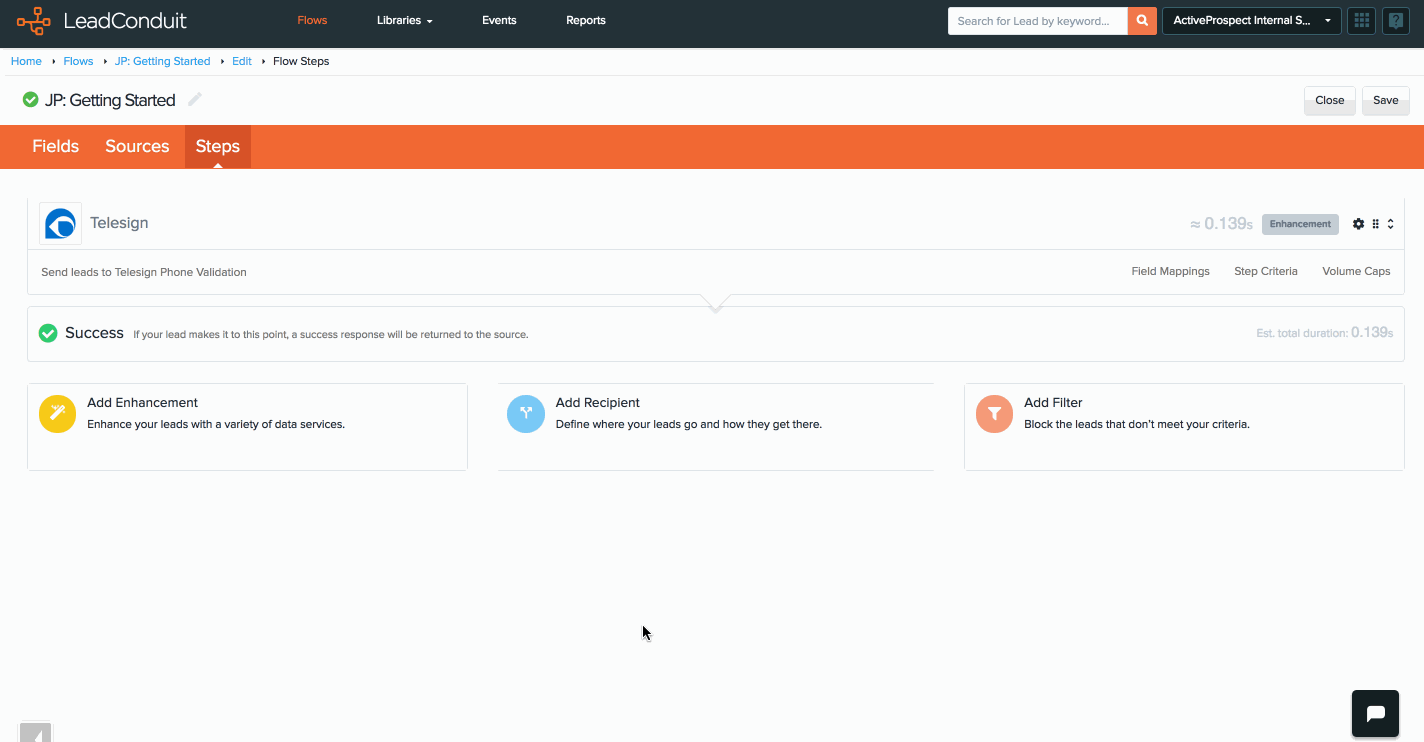 LeadConduit Flows Libraries Events Reports Search for Lead by keyword... ActiveProspect Internal S...
Home Flows JP: Getting Started Edit Flow Steps
JP: Getting Started Close Save
Fields Sources Steps
Telesign ≈ 0.139s Enhancement
Send leads to Telesign Phone Validation Field Mappings Step Criteria Volume Caps
Success If your lead makes it to this point, a success response will be returned to the source. Est. total duration: 0.139s
Add Enhancement Add Recipient Add Filter
Enhance your leads with a variety of data services. Define where your leads go and how they get there. Block the leads that don't meet your criteria.